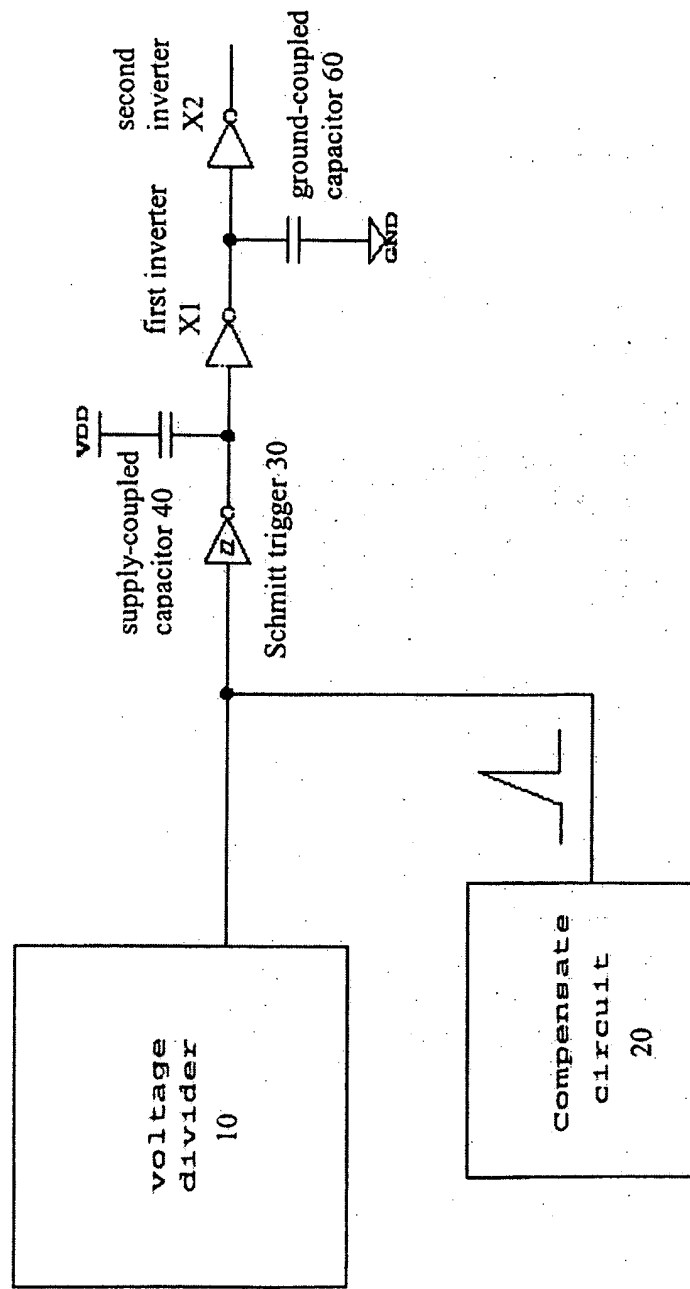 voltage
divider
10
Compensate
circuit
20
Schmitt trigger 30
supply-coupled
capacitor 40
VDD
first inverter
X1
second
inverter
X2
ground-coupled
capacitor 60
GND